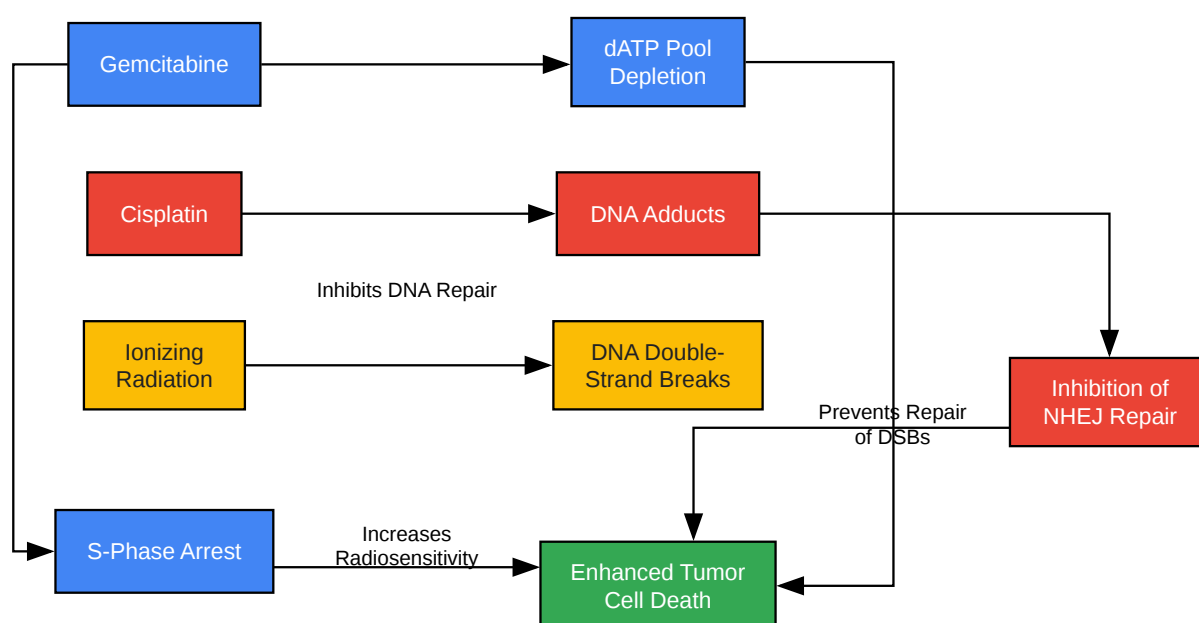 Gemcitabine
dATP Pool
Depletion
Cisplatin
DNA Adducts
Inhibits DNA Repair
Ionizing
Radiation
DNA Double-
Strand Breaks
Inhibition of
NHEJ Repair
Prevents Repair
of DSBs
S-Phase Arrest
Increases
Radiosensitivity
Enhanced Tumor
Cell Death